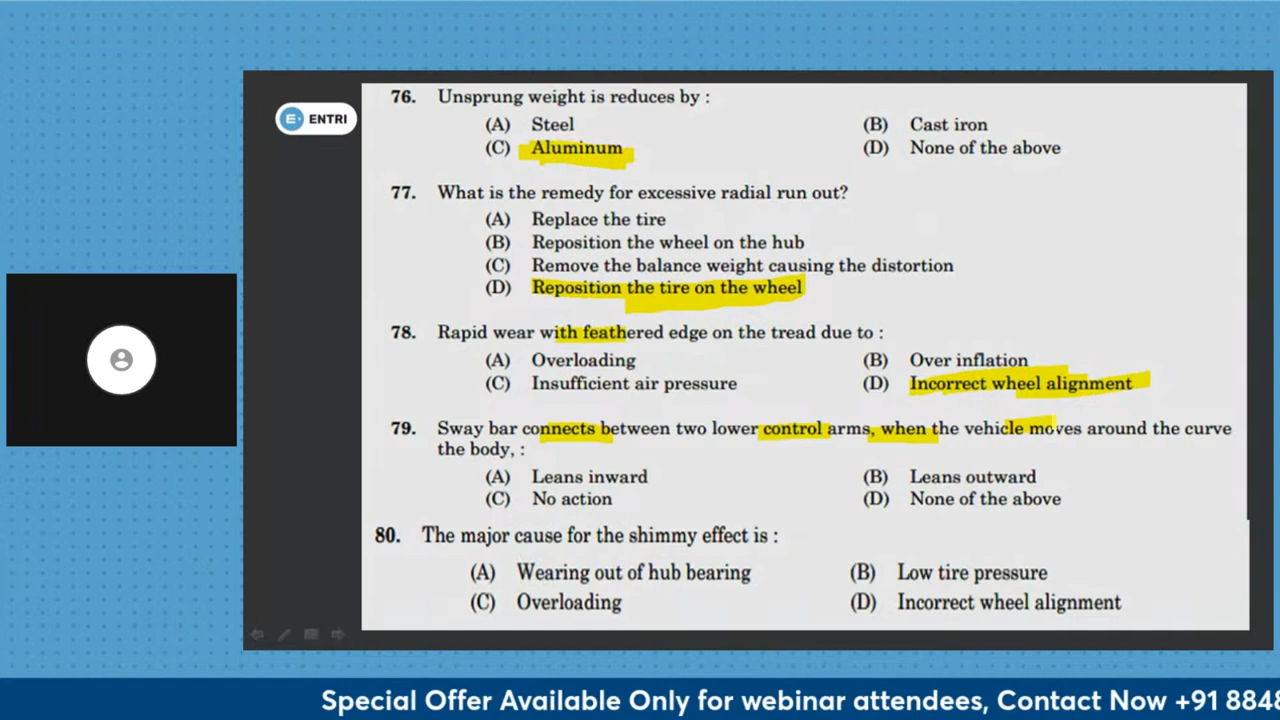 E ENTRI
76. Unsprung weight is reduces by :
(A) Steel (B) Cast iron
(C) Aluminum (D) None of the above
77. What is the remedy for excessive radial run out?
(A) Replace the tire
(B) Reposition the wheel on the hub
(C) Remove the balance weight causing the distortion
(D) Reposition the tire on the wheel
78. Rapid wear with feathered edge on the tread due to :
(A) Overloading (B) Over inflation
(C) Insufficient air pressure (D) Incorrect wheel alignment
79. Sway bar connects between two lower control arms, when the vehicle moves around the curve
the body, :
(A) Leans inward (B) Leans outward
(C) No action (D) None of the above
80. The major cause for the shimmy effect is :
(A) Wearing out of hub bearing (B) Low tire pressure
(C) Overloading (D) Incorrect wheel alignment
Special Offer Available Only for webinar attendees, Contact Now +91 8848